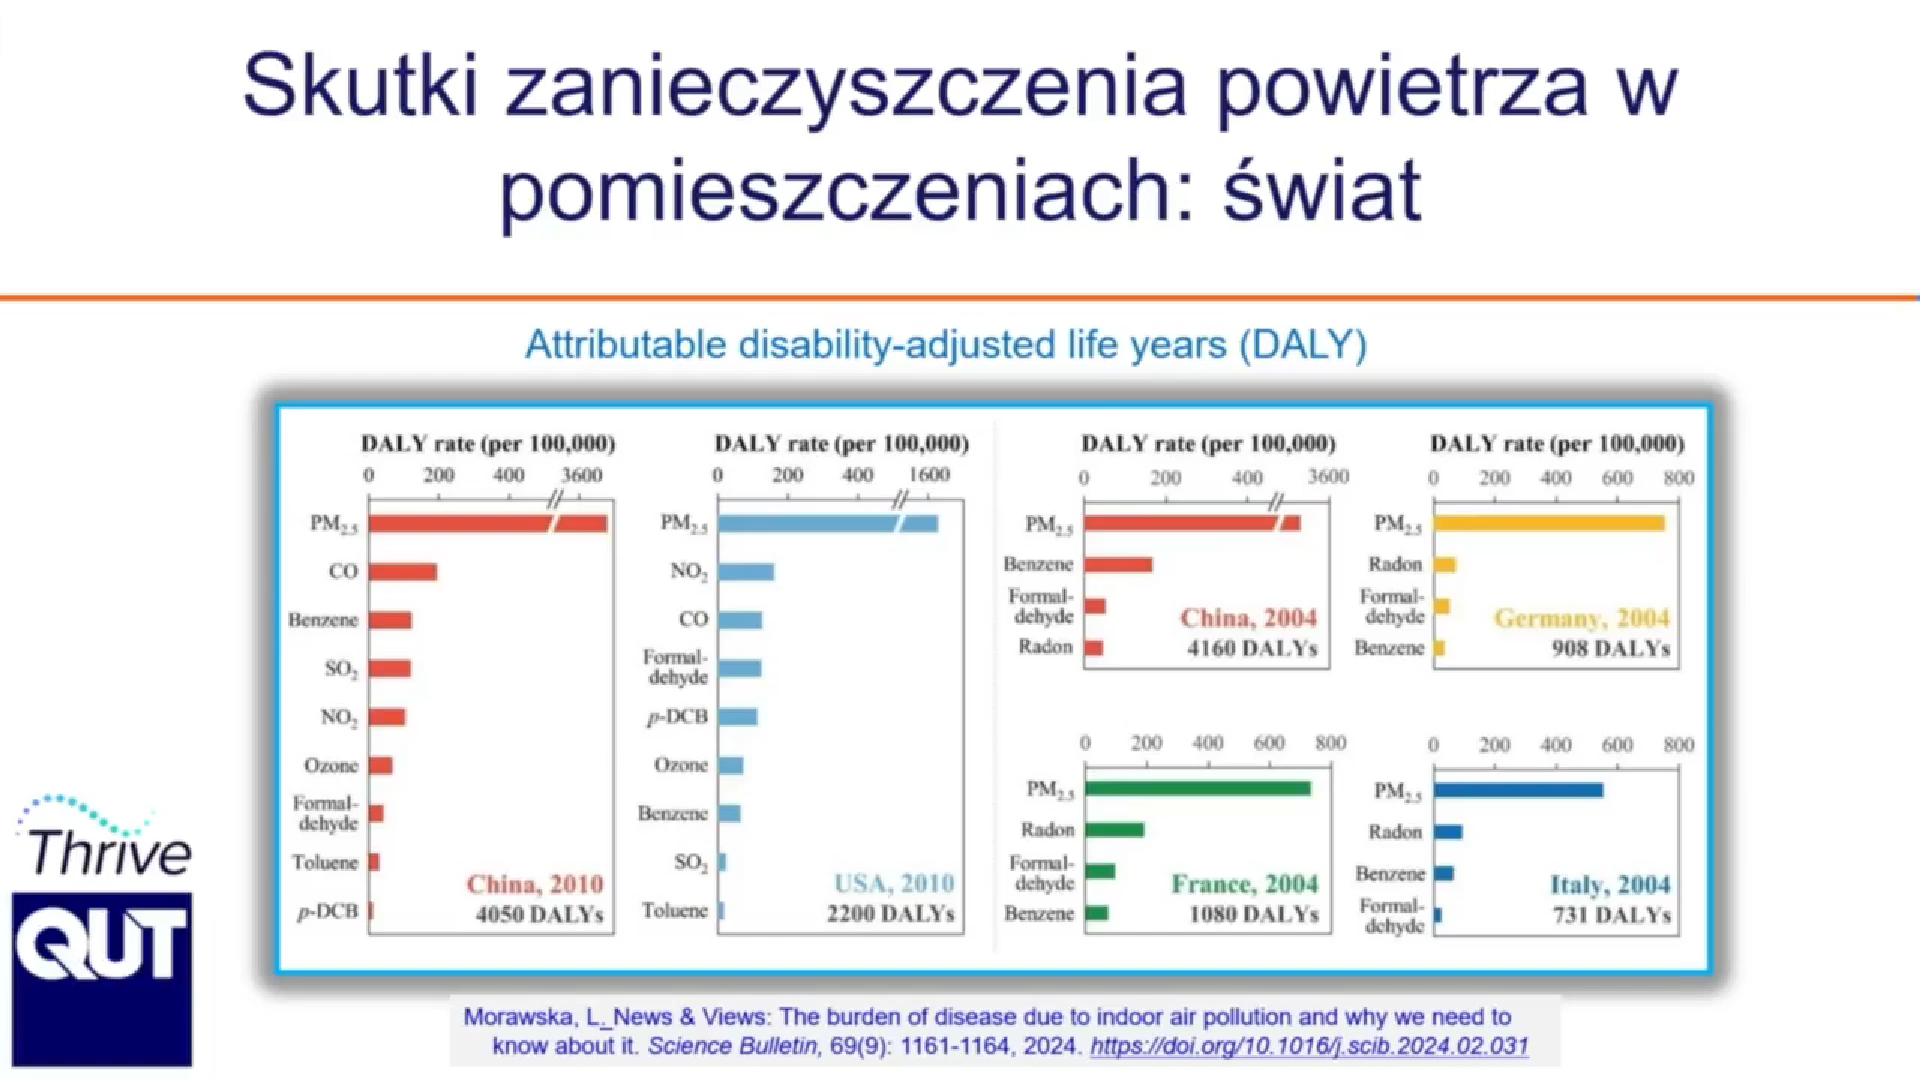 Skutki zanieczyszczenia powietrza w
pomieszczeniach: świat
Attributable disability-adjusted life years (DALY)
DALY rate (per 100,000)
0 200 400 3600
PM2.5
CO
Benzene
SO2
NO2
Ozone
Formal-
dehyde
Toluene
p-DCB
China, 2010
4050 DALYs
DALY rate (per 100,000)
0 200 400 1600
PM2.5
NO2
CO
Formal-
dehyde
p-DCB
Ozone
Benzene
SO2
Toluene
USA, 2010
2200 DALYs
DALY rate (per 100,000)
0 200 400 3600
PM2.5
Benzene
Formal-
dehyde
Radon
China, 2004
4160 DALYs
DALY rate (per 100,000)
0 200 400 600 800
PM2.5
Radon
Formal-
dehyde
Benzene
Germany, 2004
908 DALYs
0 200 400 600 800
PM2.5
Radon
Formal-
dehyde
Benzene
France, 2004
1080 DALYs
0 200 400 600 800
PM2.5
Radon
Benzene
Formal-
dehyde
Italy, 2004
731 DALYs
Thrive
QUT
Morawska, L._News & Views: The burden of disease due to indoor air pollution and why we need to
know about it. Science Bulletin, 69(9): 1161-1164, 2024. https://doi.org/10.1016/j.scib.2024.02.031